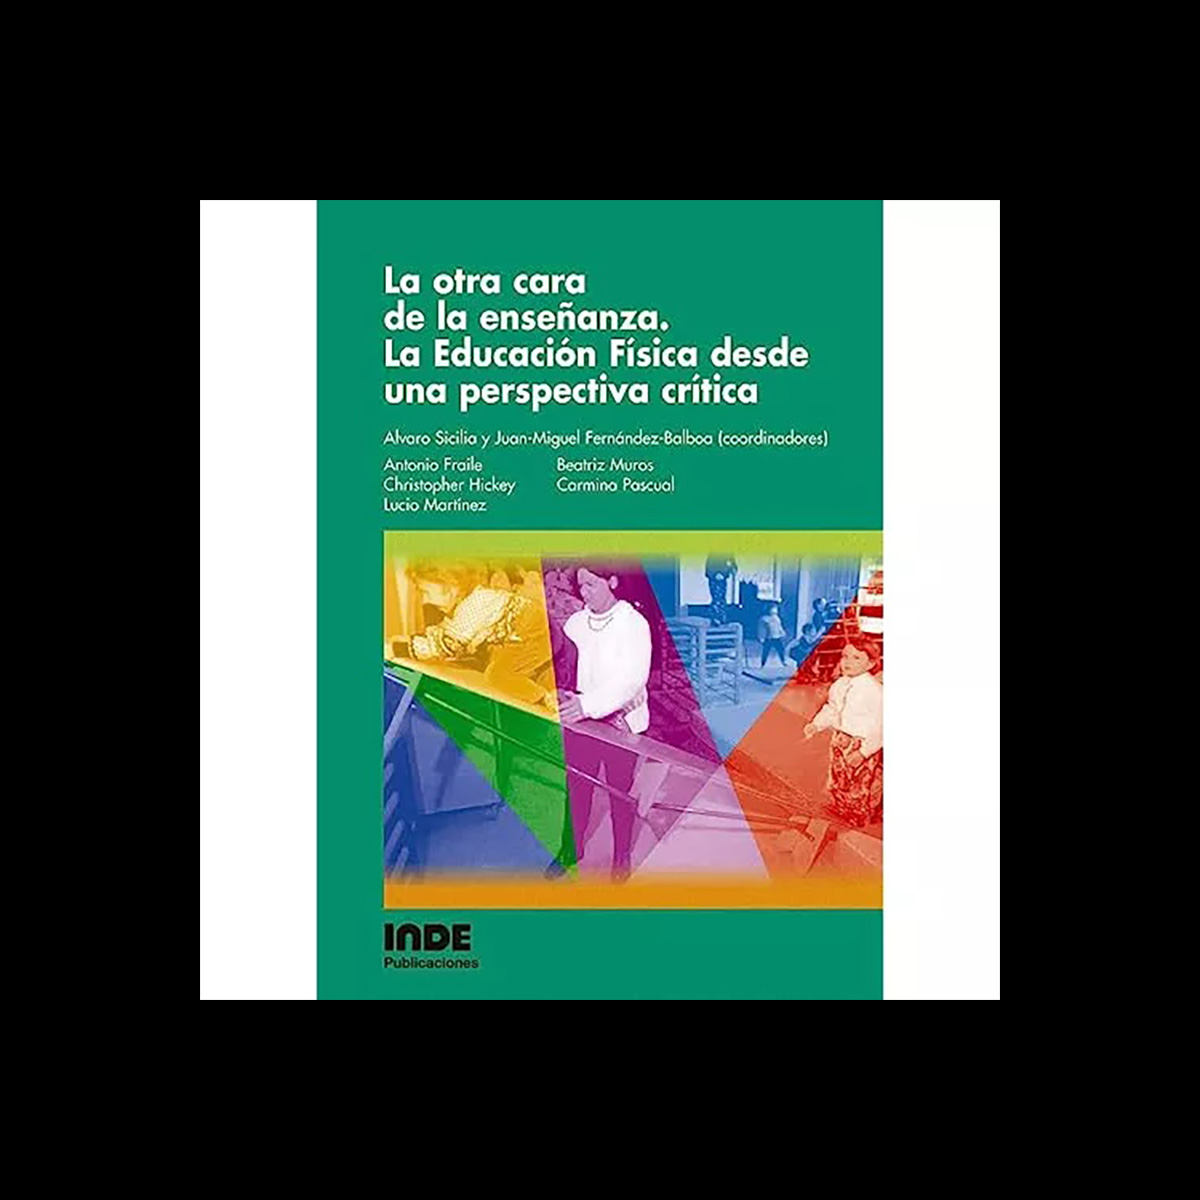 La otra cara
de la enseñanza.
La Educación Física desde
una perspectiva crítica
Alvaro Sicilia y Juan-Miguel Fernández-Balboa (coordinadores)
Antonio Fraile
Christopher Hickey
Lucio Martínez
Beatriz Muros
Carmina Pascual
INDE
Publicaciones